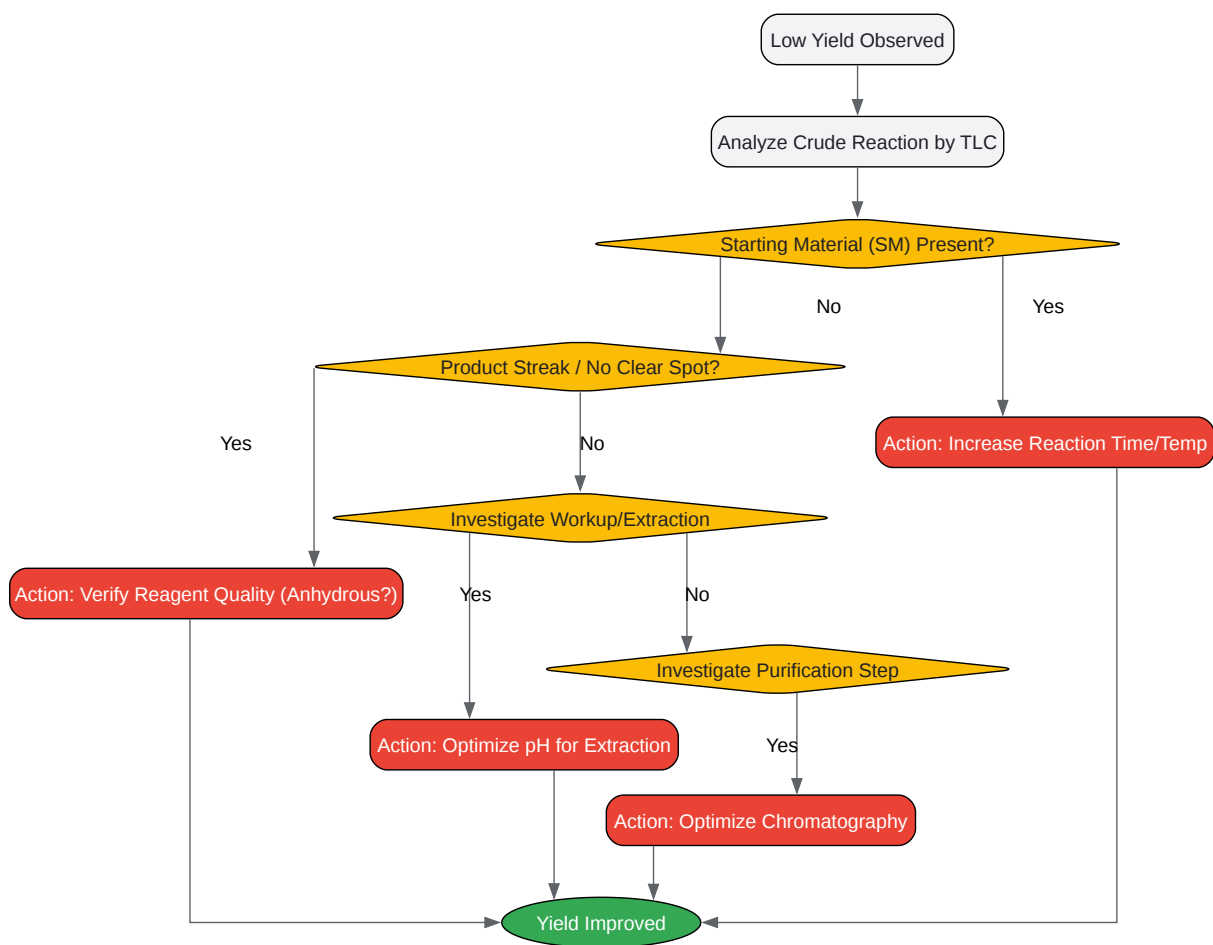 Low Yield Observed
Analyze Crude Reaction by TLC
Starting Material (SM) Present?
No
Yes
Product Streak / No Clear Spot?
Yes
No
Action: Increase Reaction Time/Temp
Investigate Workup/Extraction
Action: Verify Reagent Quality (Anhydrous?)
Yes
No
Investigate Purification Step
Action: Optimize pH for Extraction
Yes
Action: Optimize Chromatography
Yield Improved